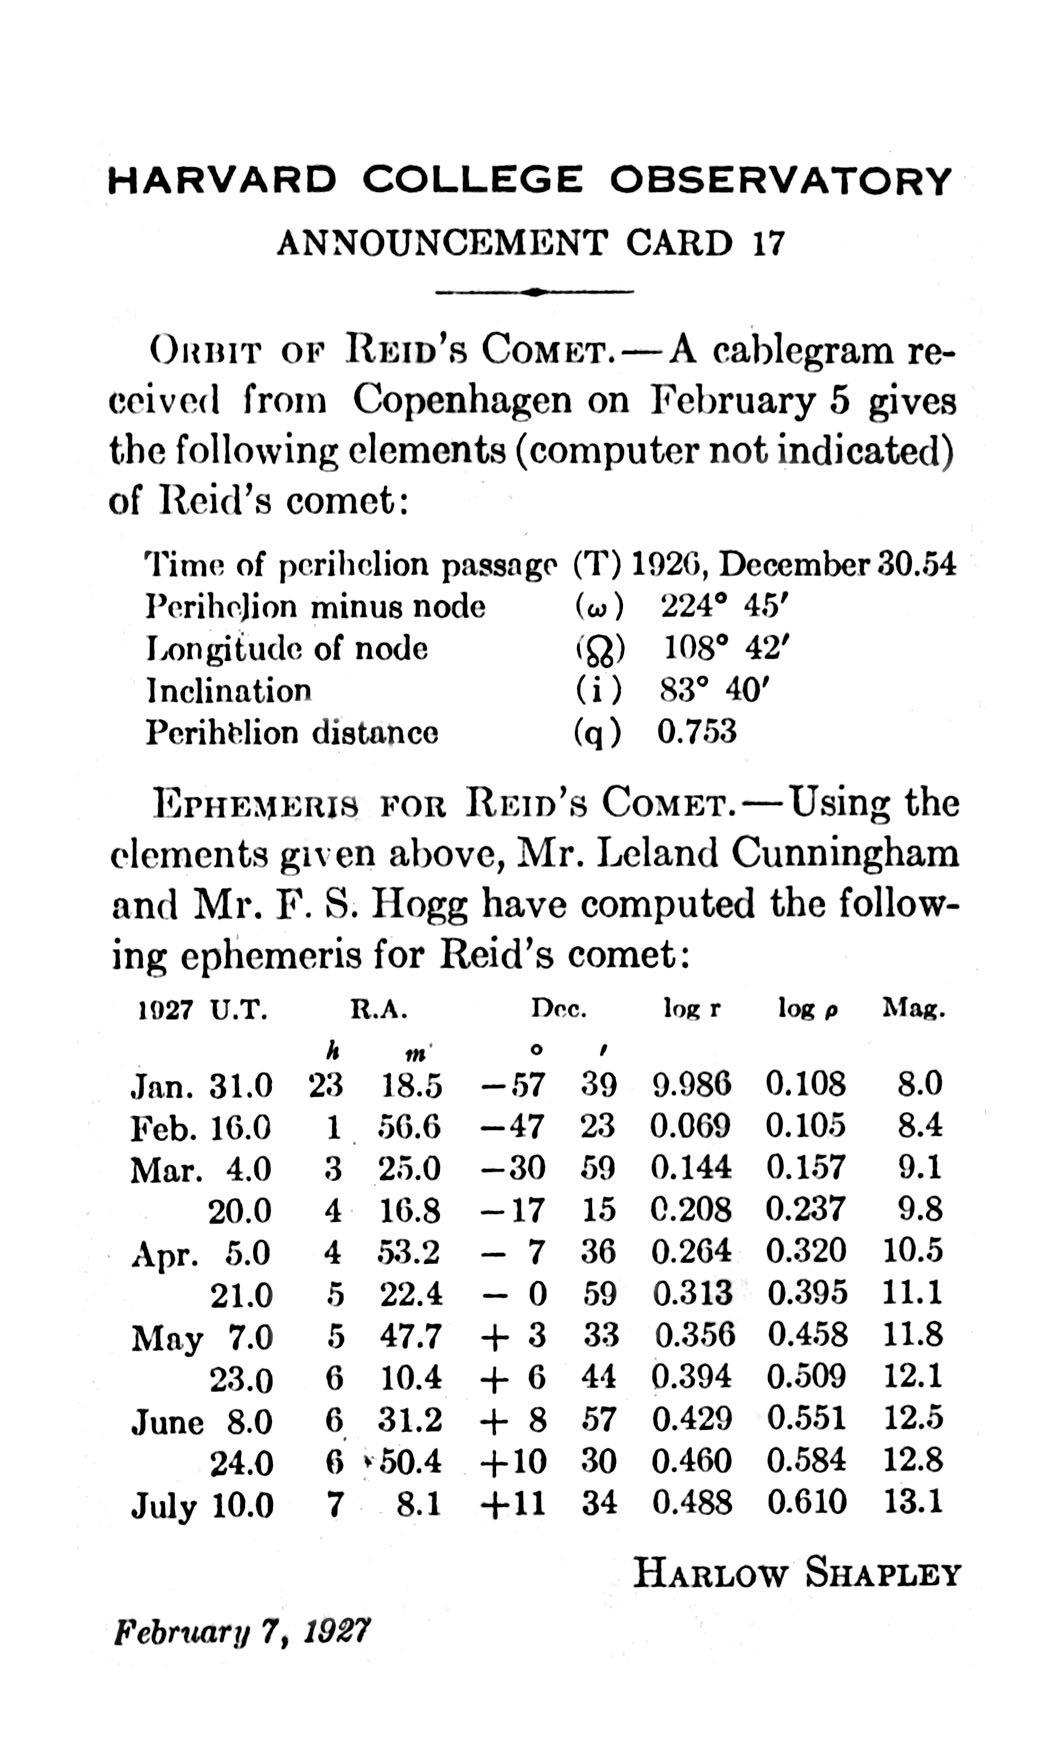 HARVARD COLLEGE OBSERVATORY
ANNOUNCEMENT CARD 17
ORBIT OF REID'S COMET.—A cablegram re-
ceived from Copenhagen on February 5 gives
the following elements (computer not indicated)
of Reid's comet:
Time of perihelion passage (T) 1926, December 30.54
Perihelion minus node (ω) 224° 45′
Longitude of node (☊) 108° 42′
Inclination (i) 83° 40′
Perihelion distance (q) 0.753
EPHEMERIS FOR REID'S COMET.—Using the
elements given above, Mr. Leland Cunningham
and Mr. F. S. Hogg have computed the follow-
ing ephemeris for Reid's comet:
1927 U.T. R.A. Dec. log r log ρ Mag.
h m ° ′
Jan. 31.0 23 18.5 −57 39 9.986 0.108 8.0
Feb. 16.0 1 56.6 −47 23 0.069 0.105 8.4
Mar. 4.0 3 25.0 −30 59 0.144 0.157 9.1
20.0 4 16.8 −17 15 0.208 0.237 9.8
Apr. 5.0 4 53.2 − 7 36 0.264 0.320 10.5
21.0 5 22.4 − 0 59 0.313 0.395 11.1
May 7.0 5 47.7 + 3 33 0.356 0.458 11.8
23.0 6 10.4 + 6 44 0.394 0.509 12.1
June 8.0 6 31.2 + 8 57 0.429 0.551 12.5
24.0 6 50.4 +10 30 0.460 0.584 12.8
July 10.0 7 8.1 +11 34 0.488 0.610 13.1
HARLOW SHAPLEY
February 7, 1927